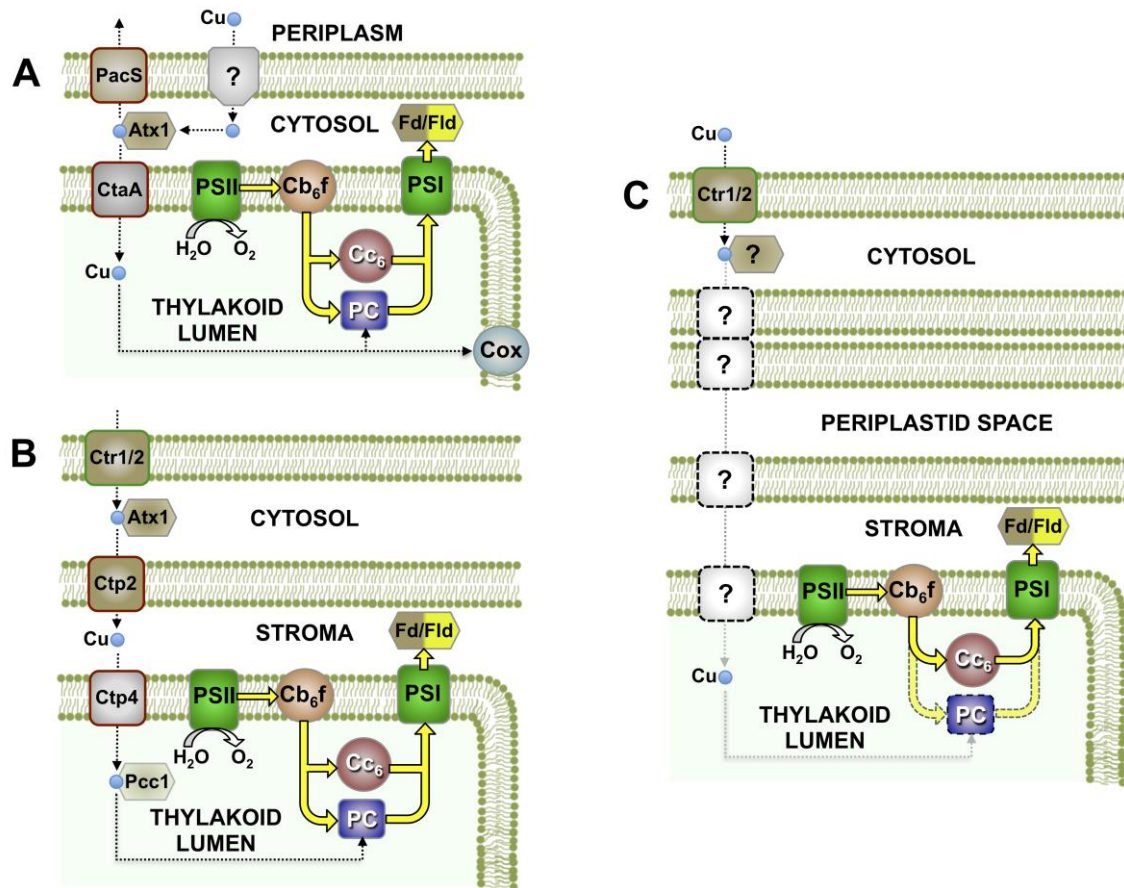 A
Cu
PERIPLASM
PacS
?
Atx1
CYTOSOL
Fd/Fld
CtaA
PSII
Cb₆f
PSI
H₂O
O₂
Cu
Cc₆
THYLAKOID
LUMEN
PC
Cox
B
Ctr1/2
Atx1
CYTOSOL
Ctp2
Cu
STROMA
Fd/Fld
Ctp4
PSII
Cb₆f
PSI
H₂O
O₂
Pcc1
Cc₆
THYLAKOID
LUMEN
PC
C
Cu
Ctr1/2
?
CYTOSOL
?
?
PERIPLASTID SPACE
?
STROMA
Fd/Fld
?
PSII
Cb₆f
PSI
H₂O
O₂
Cu
Cc₆
THYLAKOID
LUMEN
PC